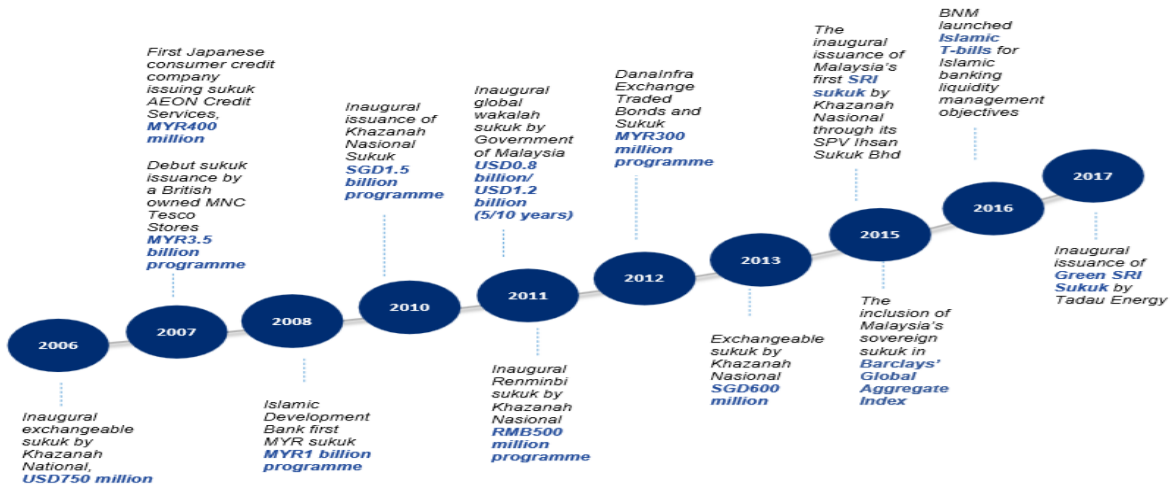 First Japanese
consumer credit
company
issuing sukuk
AEON Credit
Services,
MYR400
million
Debut sukuk
issuance by
a British
owned MNC
Tesco
Stores
MYR3.5
billion
programme
Inaugural
issuance of
Khazanah
Nasional
Sukuk
SGD1.5
billion
programme
Inaugural
global
wakalah
sukuk by
Government
of Malaysia
USD0.8
billion/
USD1.2
billion
(5/10 years)
DanaInfra
Exchange
Traded
Bonds and
Sukuk
MYR300
million
programme
The
inaugural
issuance of
Malaysia's
first SRI
sukuk by
Khazanah
Nasional
through its
SPV Ihsan
Sukuk Bhd
BNM
launched
Islamic
T-bills for
Islamic
banking
liquidity
management
objectives
2006
2007
2008
2010
2011
2012
2013
2015
2016
2017
Inaugural
exchangeable
sukuk by
Khazanah
National,
USD750 million
Islamic
Development
Bank first
MYR sukuk
MYR1 billion
programme
Inaugural
Renminbi
sukuk by
Khazanah
Nasional
RMB500
million
programme
Exchangeable
sukuk by
Khazanah
Nasional
SGD600
million
The
inclusion of
Malaysia's
sovereign
sukuk in
Barclays'
Global
Aggregate
Index
Inaugural
issuance of
Green SRI
Sukuk by
Tadau Energy